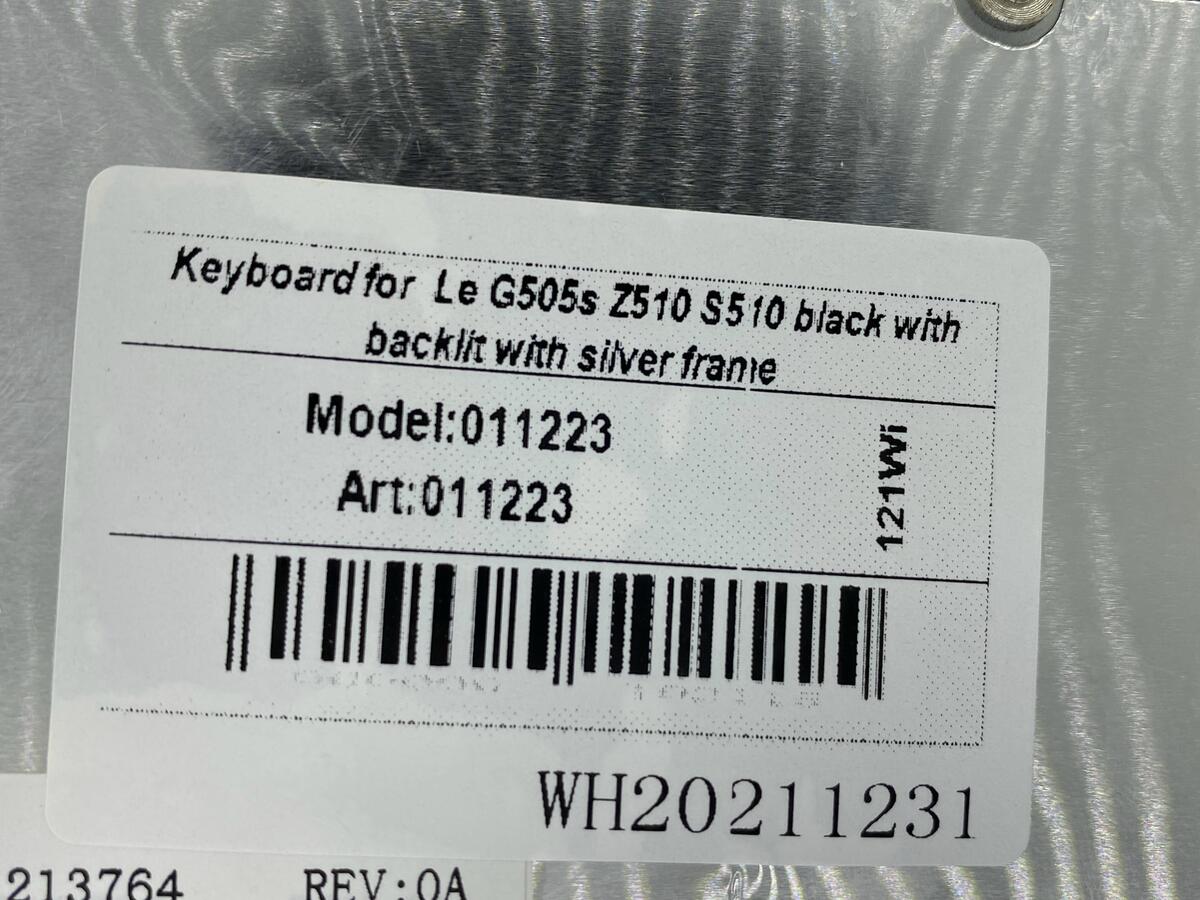 Keyboard for Le G505s Z510 S510 black with
backlit with silver frame
Model:011223
Art:011223
121Wi
WH20211231
213764 REV:0A